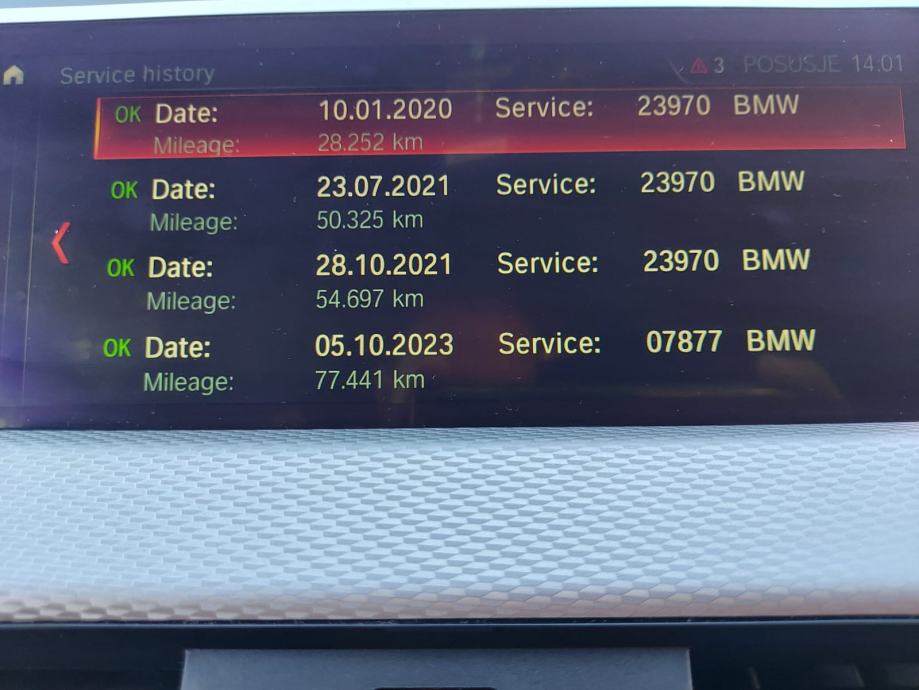 Service history 3 POSUSJE 14:01
OK Date: 10.01.2020 Service: 23970 BMW
Mileage: 28.252 km
OK Date: 23.07.2021 Service: 23970 BMW
Mileage: 50.325 km
OK Date: 28.10.2021 Service: 23970 BMW
Mileage: 54.697 km
OK Date: 05.10.2023 Service: 07877 BMW
Mileage: 77.441 km